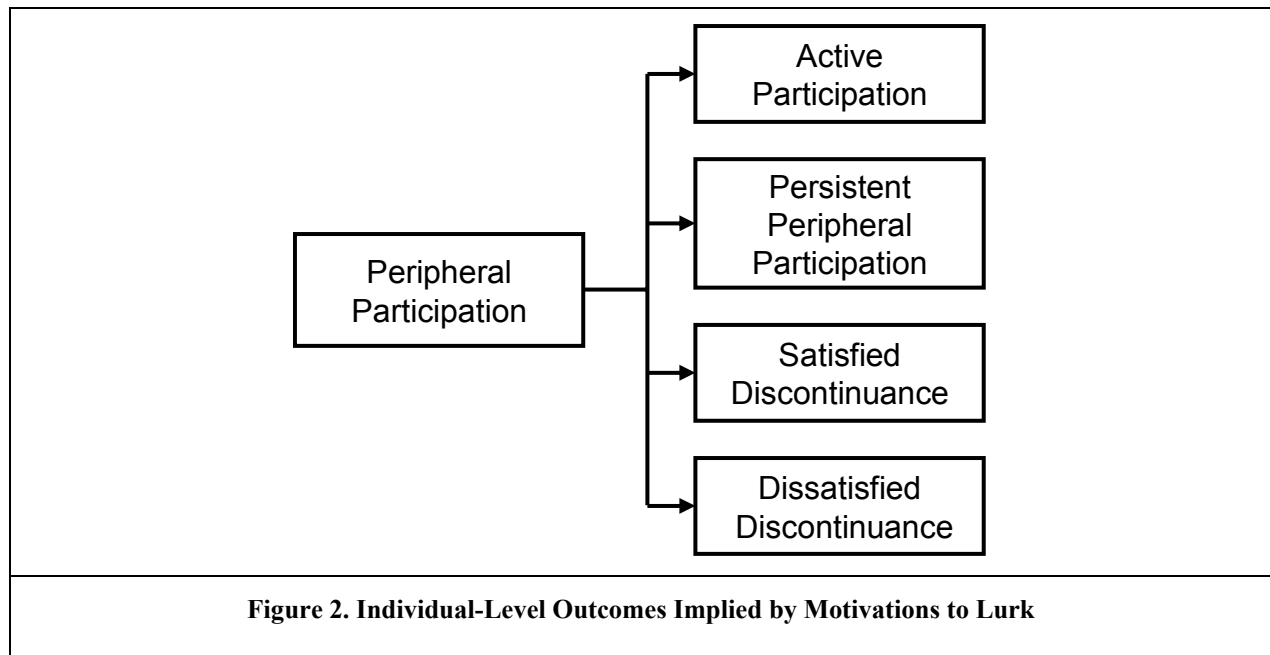 Active
Participation
Persistent
Peripheral
Participation
Peripheral
Participation
Satisfied
Discontinuance
Dissatisfied
Discontinuance
Figure 2. Individual-Level Outcomes Implied by Motivations to Lurk